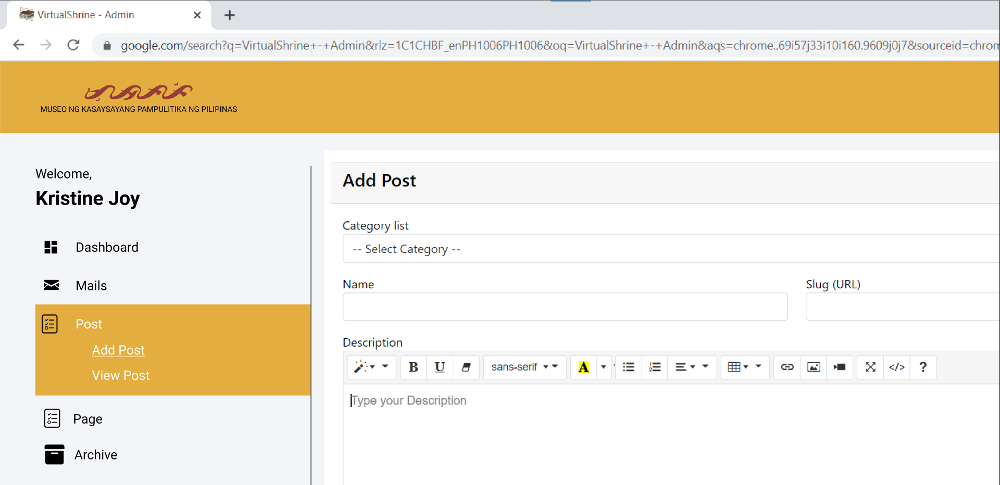 VirtualShrine - Admin
google.com/search?q=VirtualShrine+-+Admin&rlz=1C1CHBF_enPH1006PH1006&oq=VirtualShrine+-+Admin&aqs=chrome..69i57j33i10i160.9609j0j7&sourceid=chrom
MUSEO NG KASAYSAYANG PAMPULITIKA NG PILIPINAS
Welcome,
Kristine Joy
Dashboard
Mails
Post
Add Post
View Post
Page
Archive
Add Post
Category list
-- Select Category --
Name
Slug (URL)
Description
B U sans-serif A </> ?
Type your Description